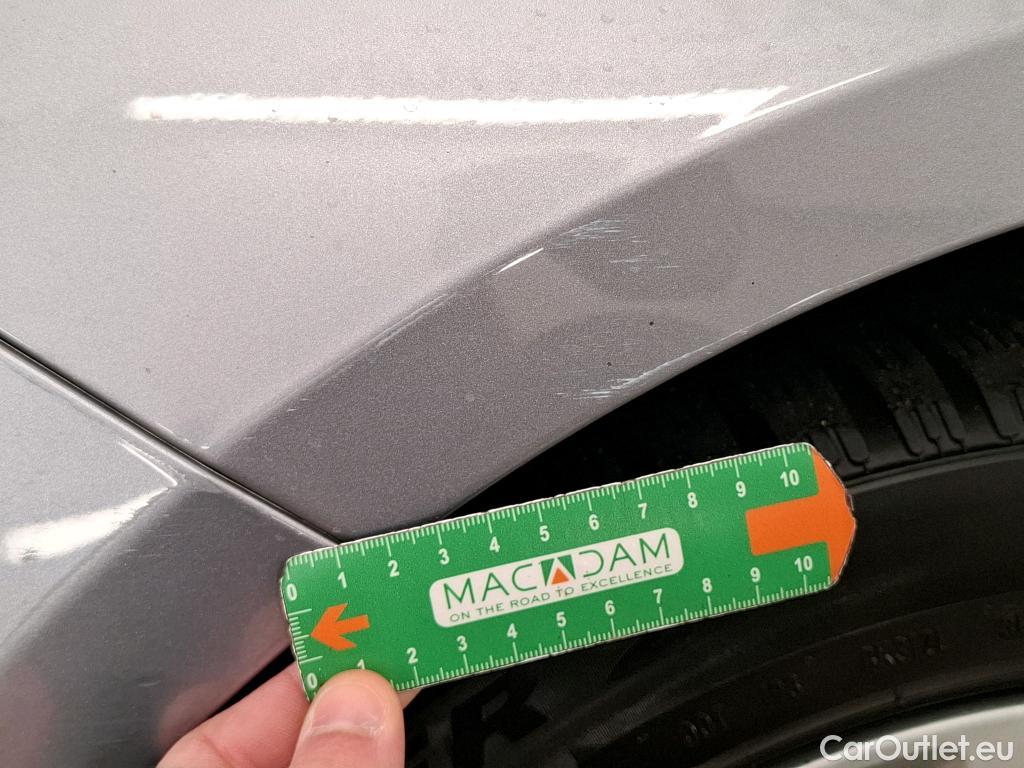 0 1 2 3 4 5 6 7 8 9 10
MACADAM
ON THE ROAD TO EXCELLENCE
0 1 2 3 4 5 6 7 8 9 10
CarOutlet.eu